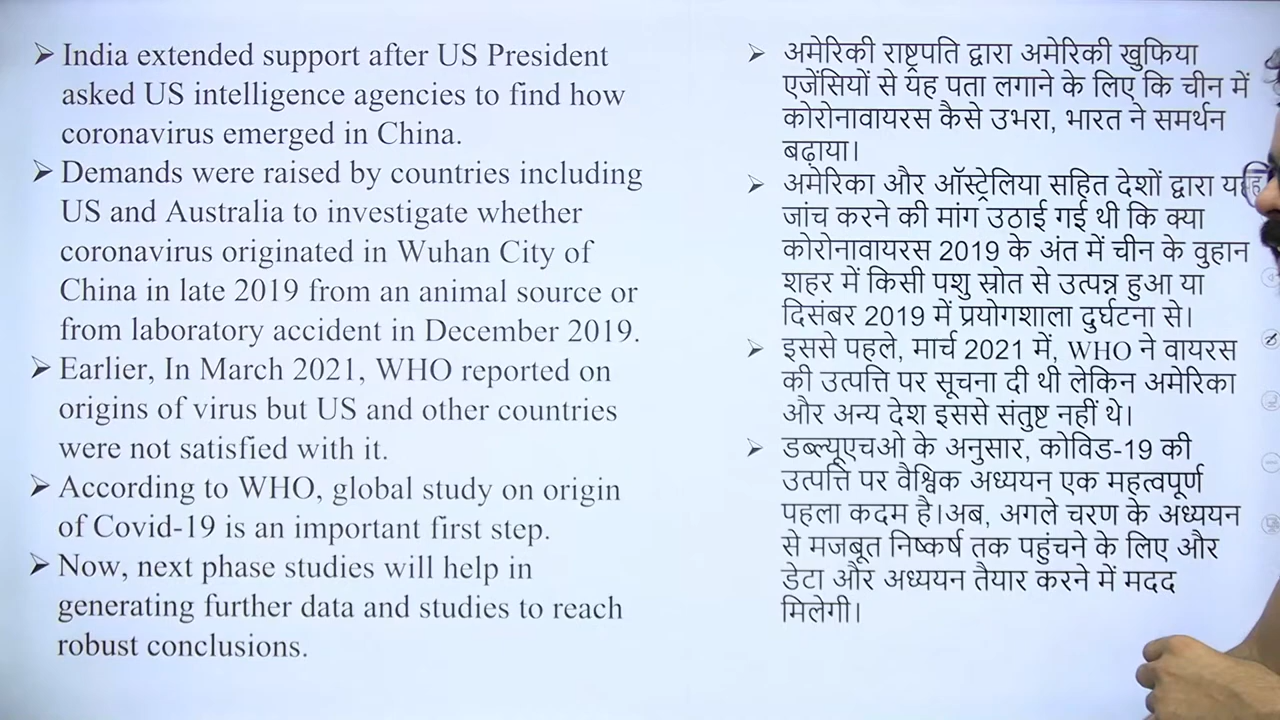 ➢ India extended support after US President
asked US intelligence agencies to find how
coronavirus emerged in China.
➢ Demands were raised by countries including
US and Australia to investigate whether
coronavirus originated in Wuhan City of
China in late 2019 from an animal source or
from laboratory accident in December 2019.
➢ Earlier, In March 2021, WHO reported on
origins of virus but US and other countries
were not satisfied with it.
➢ According to WHO, global study on origin
of Covid-19 is an important first step.
➢ Now, next phase studies will help in
generating further data and studies to reach
robust conclusions.
➢ अमेरिकी राष्ट्रपति द्वारा अमेरिकी खुफिया
एजेंसियों से यह पता लगाने के लिए कि चीन में
कोरोनावायरस कैसे उभरा, भारत ने समर्थन
बढ़ाया।
➢ अमेरिका और ऑस्ट्रेलिया सहित देशों द्वारा यह
जांच करने की मांग उठाई गई थी कि क्या
कोरोनावायरस 2019 के अंत में चीन के वुहान
शहर में किसी पशु स्रोत से उत्पन्न हुआ या
दिसंबर 2019 में प्रयोगशाला दुर्घटना से।
➢ इससे पहले, मार्च 2021 में, WHO ने वायरस
की उत्पत्ति पर सूचना दी थी लेकिन अमेरिका
और अन्य देश इससे संतुष्ट नहीं थे।
➢ डब्ल्यूएचओ के अनुसार, कोविड-19 की
उत्पत्ति पर वैश्विक अध्ययन एक महत्वपूर्ण
पहला कदम है।अब, अगले चरण के अध्ययन
से मजबूत निष्कर्ष तक पहुंचने के लिए और
डेटा और अध्ययन तैयार करने में मदद
मिलेगी।